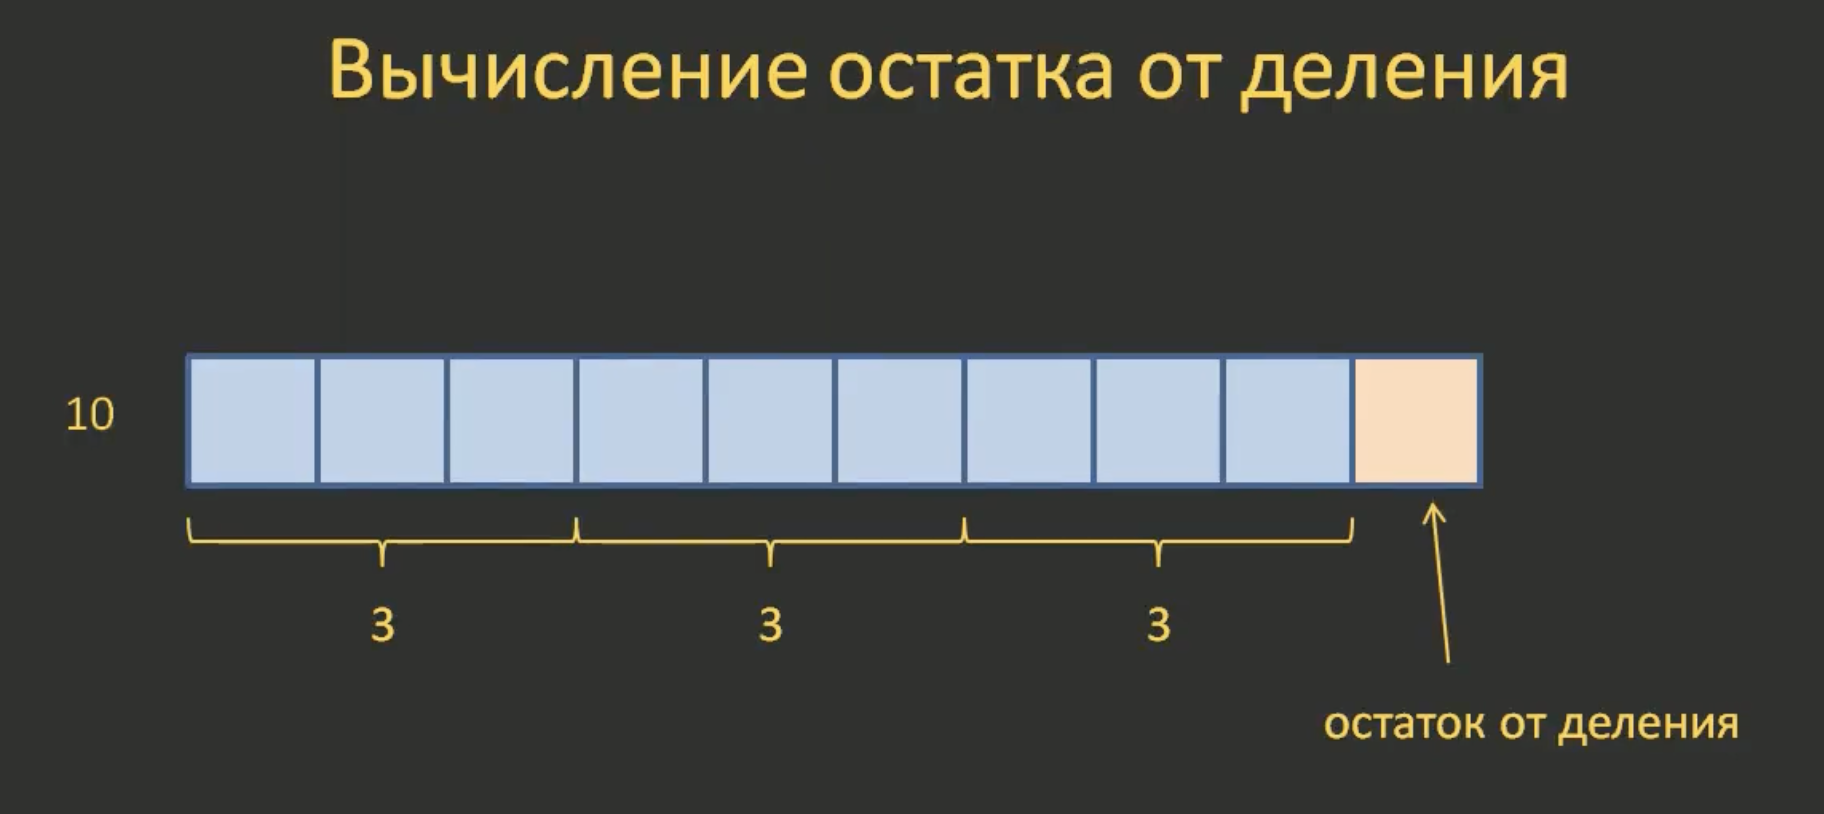 Вычисление остатка от деления
10
3 3 3
остаток от деления